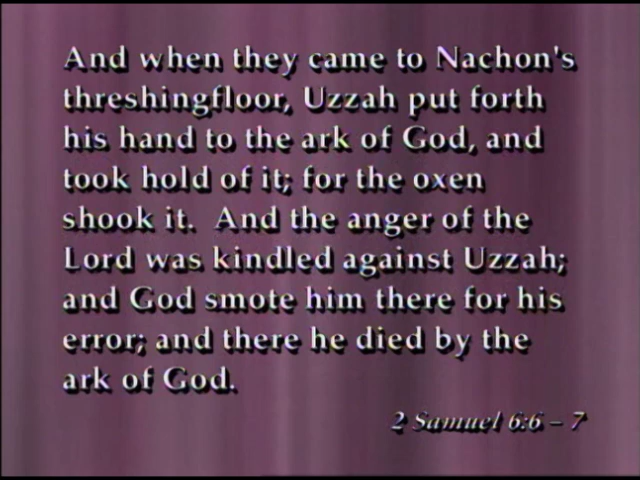 And when they came to Nachon's
threshingfloor, Uzzah put forth
his hand to the ark of God, and
took hold of it; for the oxen
shook it.  And the anger of the
Lord was kindled against Uzzah;
and God smote him there for his
error; and there he died by the
ark of God.
2 Samuel 6:6 – 7